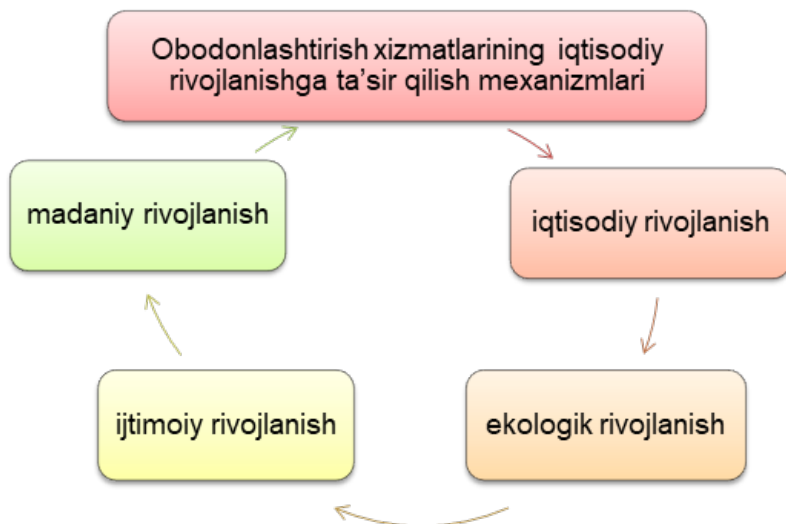 Obodonlashtirish xizmatlarining iqtisodiy
rivojlanishga ta'sir qilish mexanizmlari
madaniy rivojlanish
iqtisodiy rivojlanish
ijtimoiy rivojlanish
ekologik rivojlanish